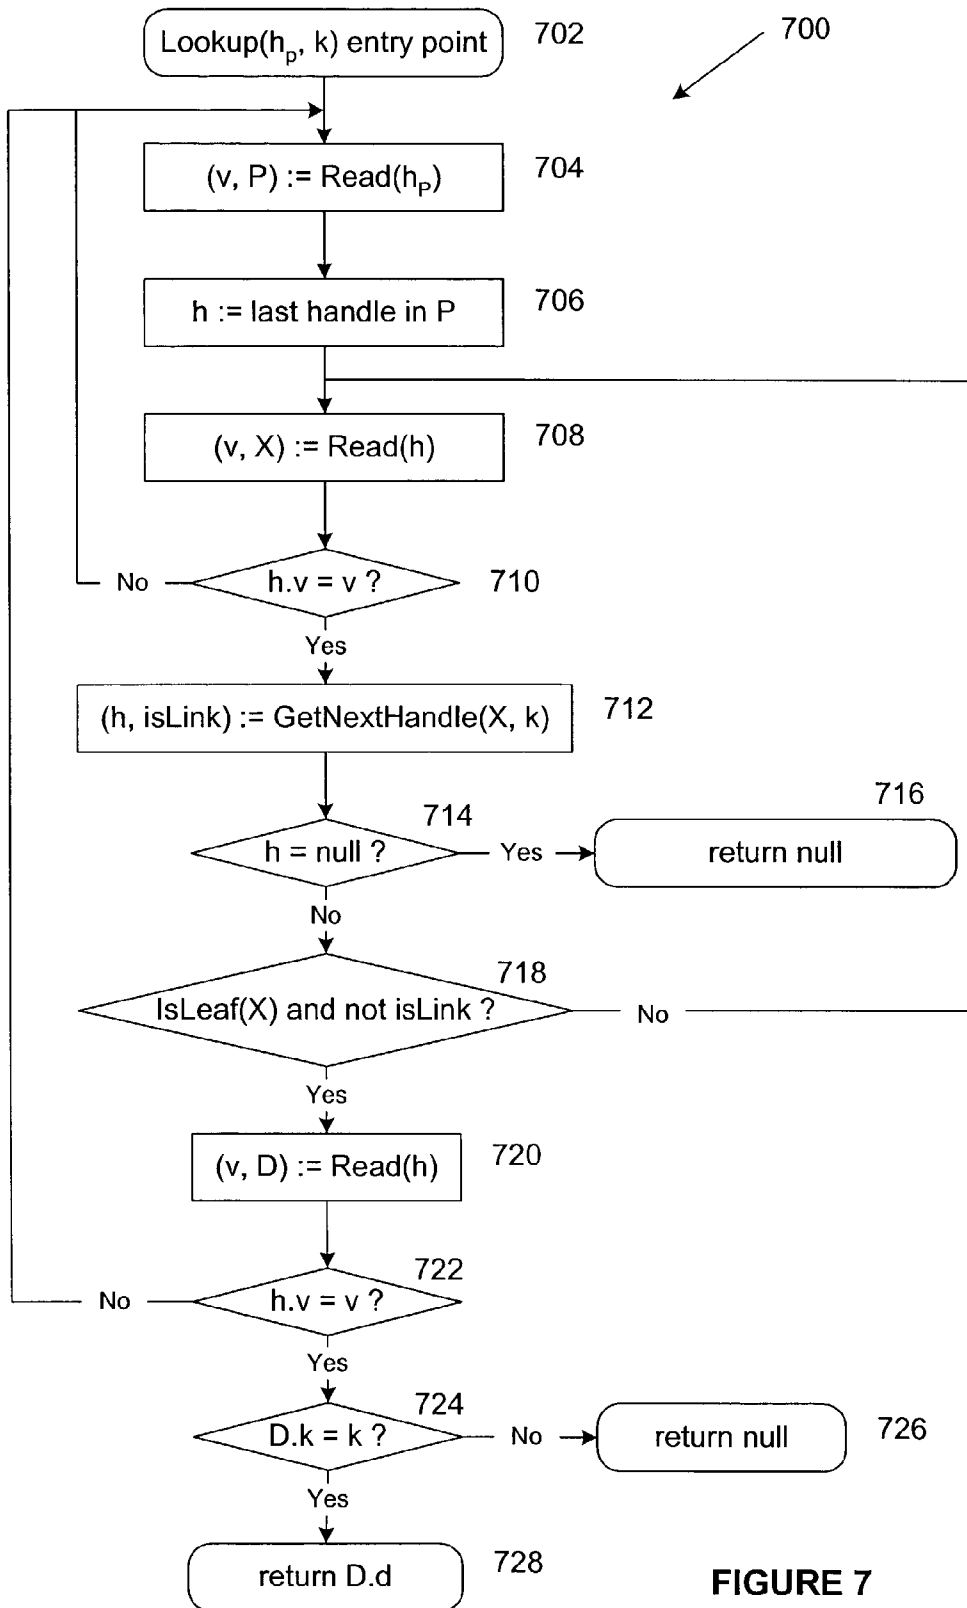 Lookup(hp, k) entry point
702
700
(v, P) := Read(hP)
704
h := last handle in P
706
(v, X) := Read(h)
708
No
h.v = v ?
710
Yes
(h, isLink) := GetNextHandle(X, k)
712
714
716
h = null ?
Yes
return null
No
718
IsLeaf(X) and not isLink ?
No
Yes
(v, D) := Read(h)
720
722
No
h.v = v ?
Yes
724
D.k = k ?
No
return null
726
Yes
return D.d
728
FIGURE 7